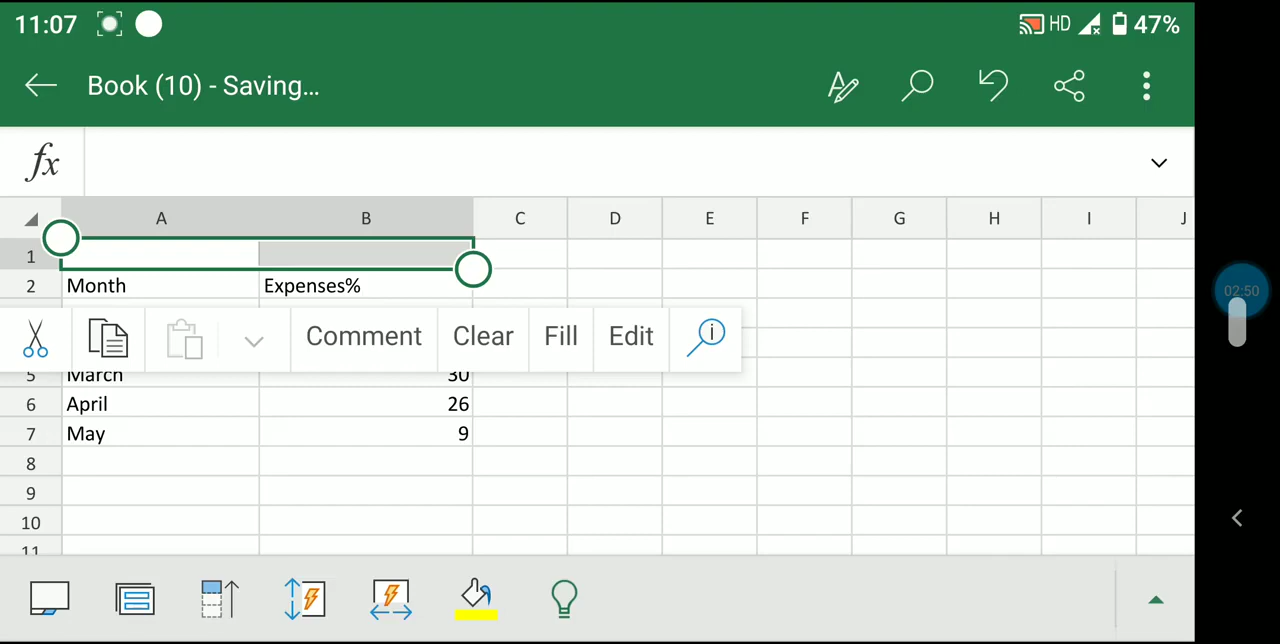 11:07 HD 47%
Book (10) - Saving...
fx
A B C D E F G H I J
1
2 Month Expenses%
Comment Clear Fill Edit
5 March 30
6 April 26
7 May 9
8
9
10
11
02:50